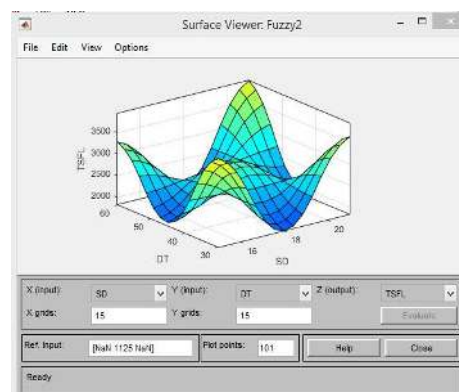 Surface Viewer: Fuzzy2
File Edit View Options
3500
3000
2500
2000
TSFL
60
50
40
30
DT
16
18
20
SD
X (input): SD Y (input): DT Z (output): TSFL
X grids: 15 Y grids: 15 Evaluate
Ref. Input: [NaN 1125 NaN] Plot points: 101 Help Close
Ready